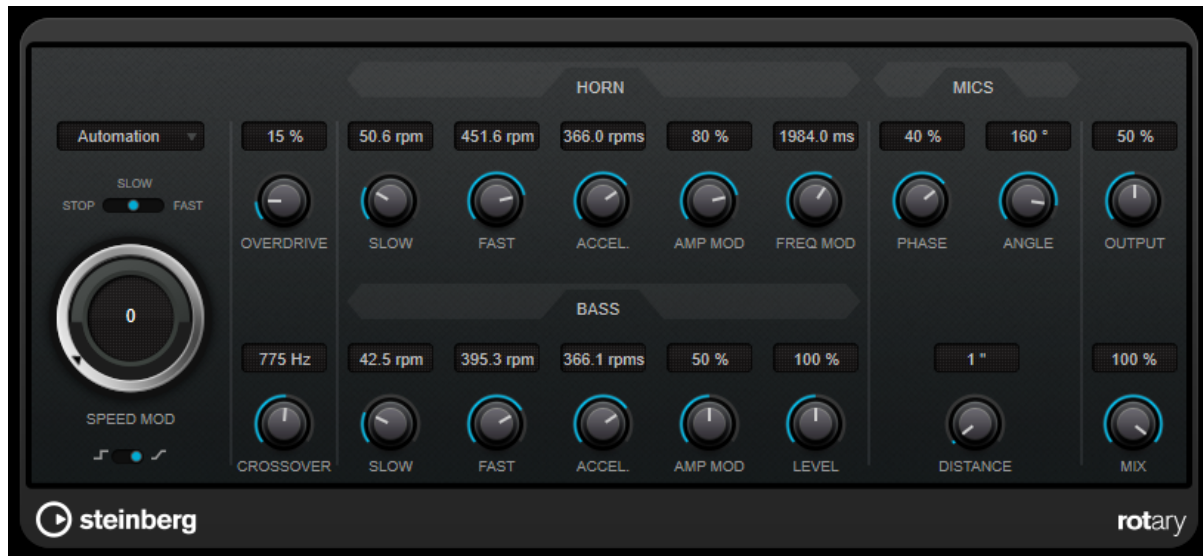 HORN
MICS
Automation
15 %
50.6 rpm
451.6 rpm
366.0 rpms
80 %
1984.0 ms
40 %
160 °
50 %
SLOW
STOP
FAST
OVERDRIVE
SLOW
FAST
ACCEL.
AMP MOD
FREQ MOD
PHASE
ANGLE
OUTPUT
0
BASS
775 Hz
42.5 rpm
395.3 rpm
366.1 rpms
50 %
100 %
1 "
100 %
SPEED MOD
CROSSOVER
SLOW
FAST
ACCEL.
AMP MOD
LEVEL
DISTANCE
MIX
steinberg
rotary